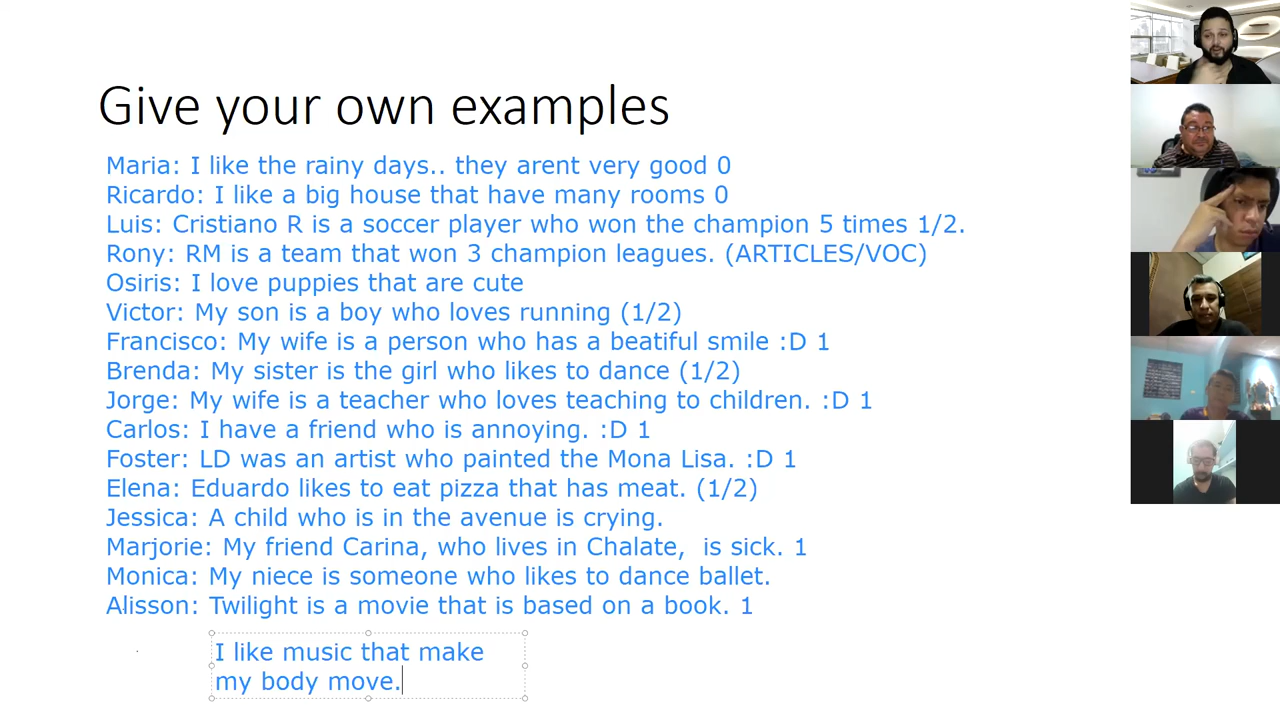 Give your own examples
Maria: I like the rainy days.. they arent very good 0
Ricardo: I like a big house that have many rooms 0
Luis: Cristiano R is a soccer player who won the champion 5 times 1/2.
Rony: RM is a team that won 3 champion leagues. (ARTICLES/VOC)
Osiris: I love puppies that are cute
Victor: My son is a boy who loves running (1/2)
Francisco: My wife is a person who has a beatiful smile :D 1
Brenda: My sister is the girl who likes to dance (1/2)
Jorge: My wife is a teacher who loves teaching to children. :D 1
Carlos: I have a friend who is annoying. :D 1
Foster: LD was an artist who painted the Mona Lisa. :D 1
Elena: Eduardo likes to eat pizza that has meat. (1/2)
Jessica: A child who is in the avenue is crying.
Marjorie: My friend Carina, who lives in Chalate,  is sick. 1
Monica: My niece is someone who likes to dance ballet.
Alisson: Twilight is a movie that is based on a book. 1
I like music that make
my body move.